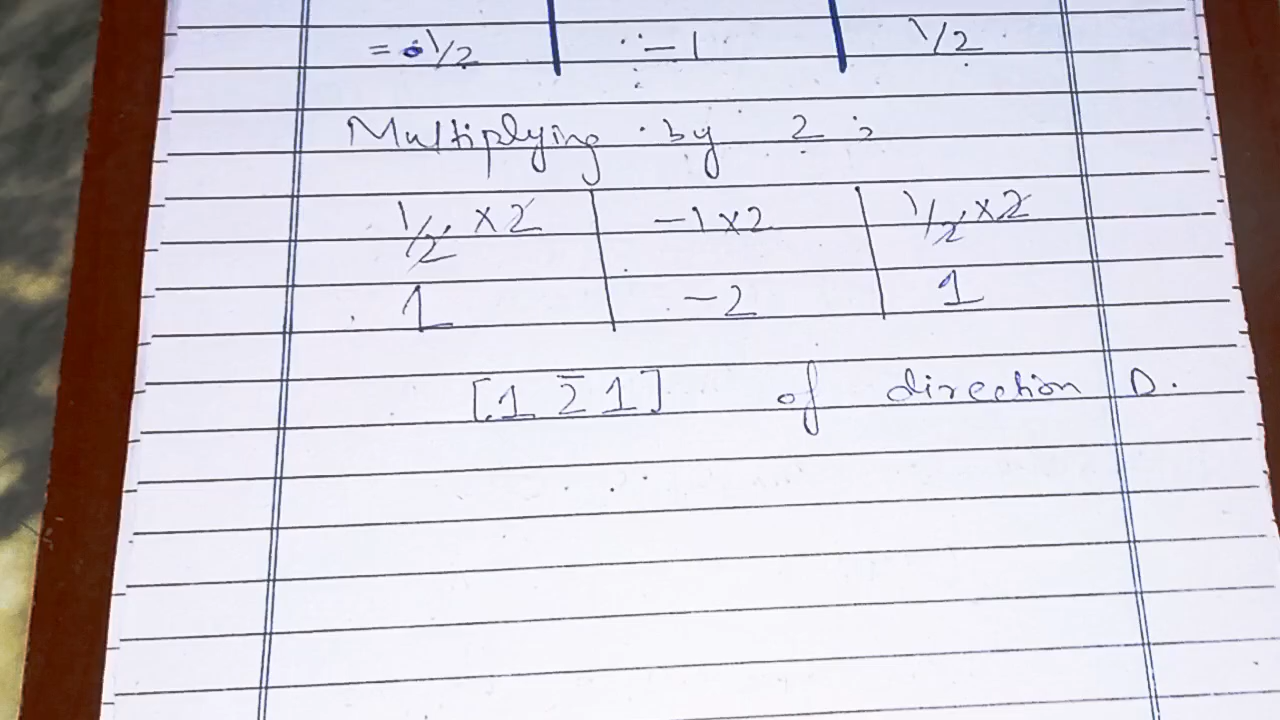 = 1/2 -1 1/2
Multiplying by 2 :
1/2 ×2 -1×2 1/2 ×2
1 -2 1
[1 2̄ 1] of direction D.